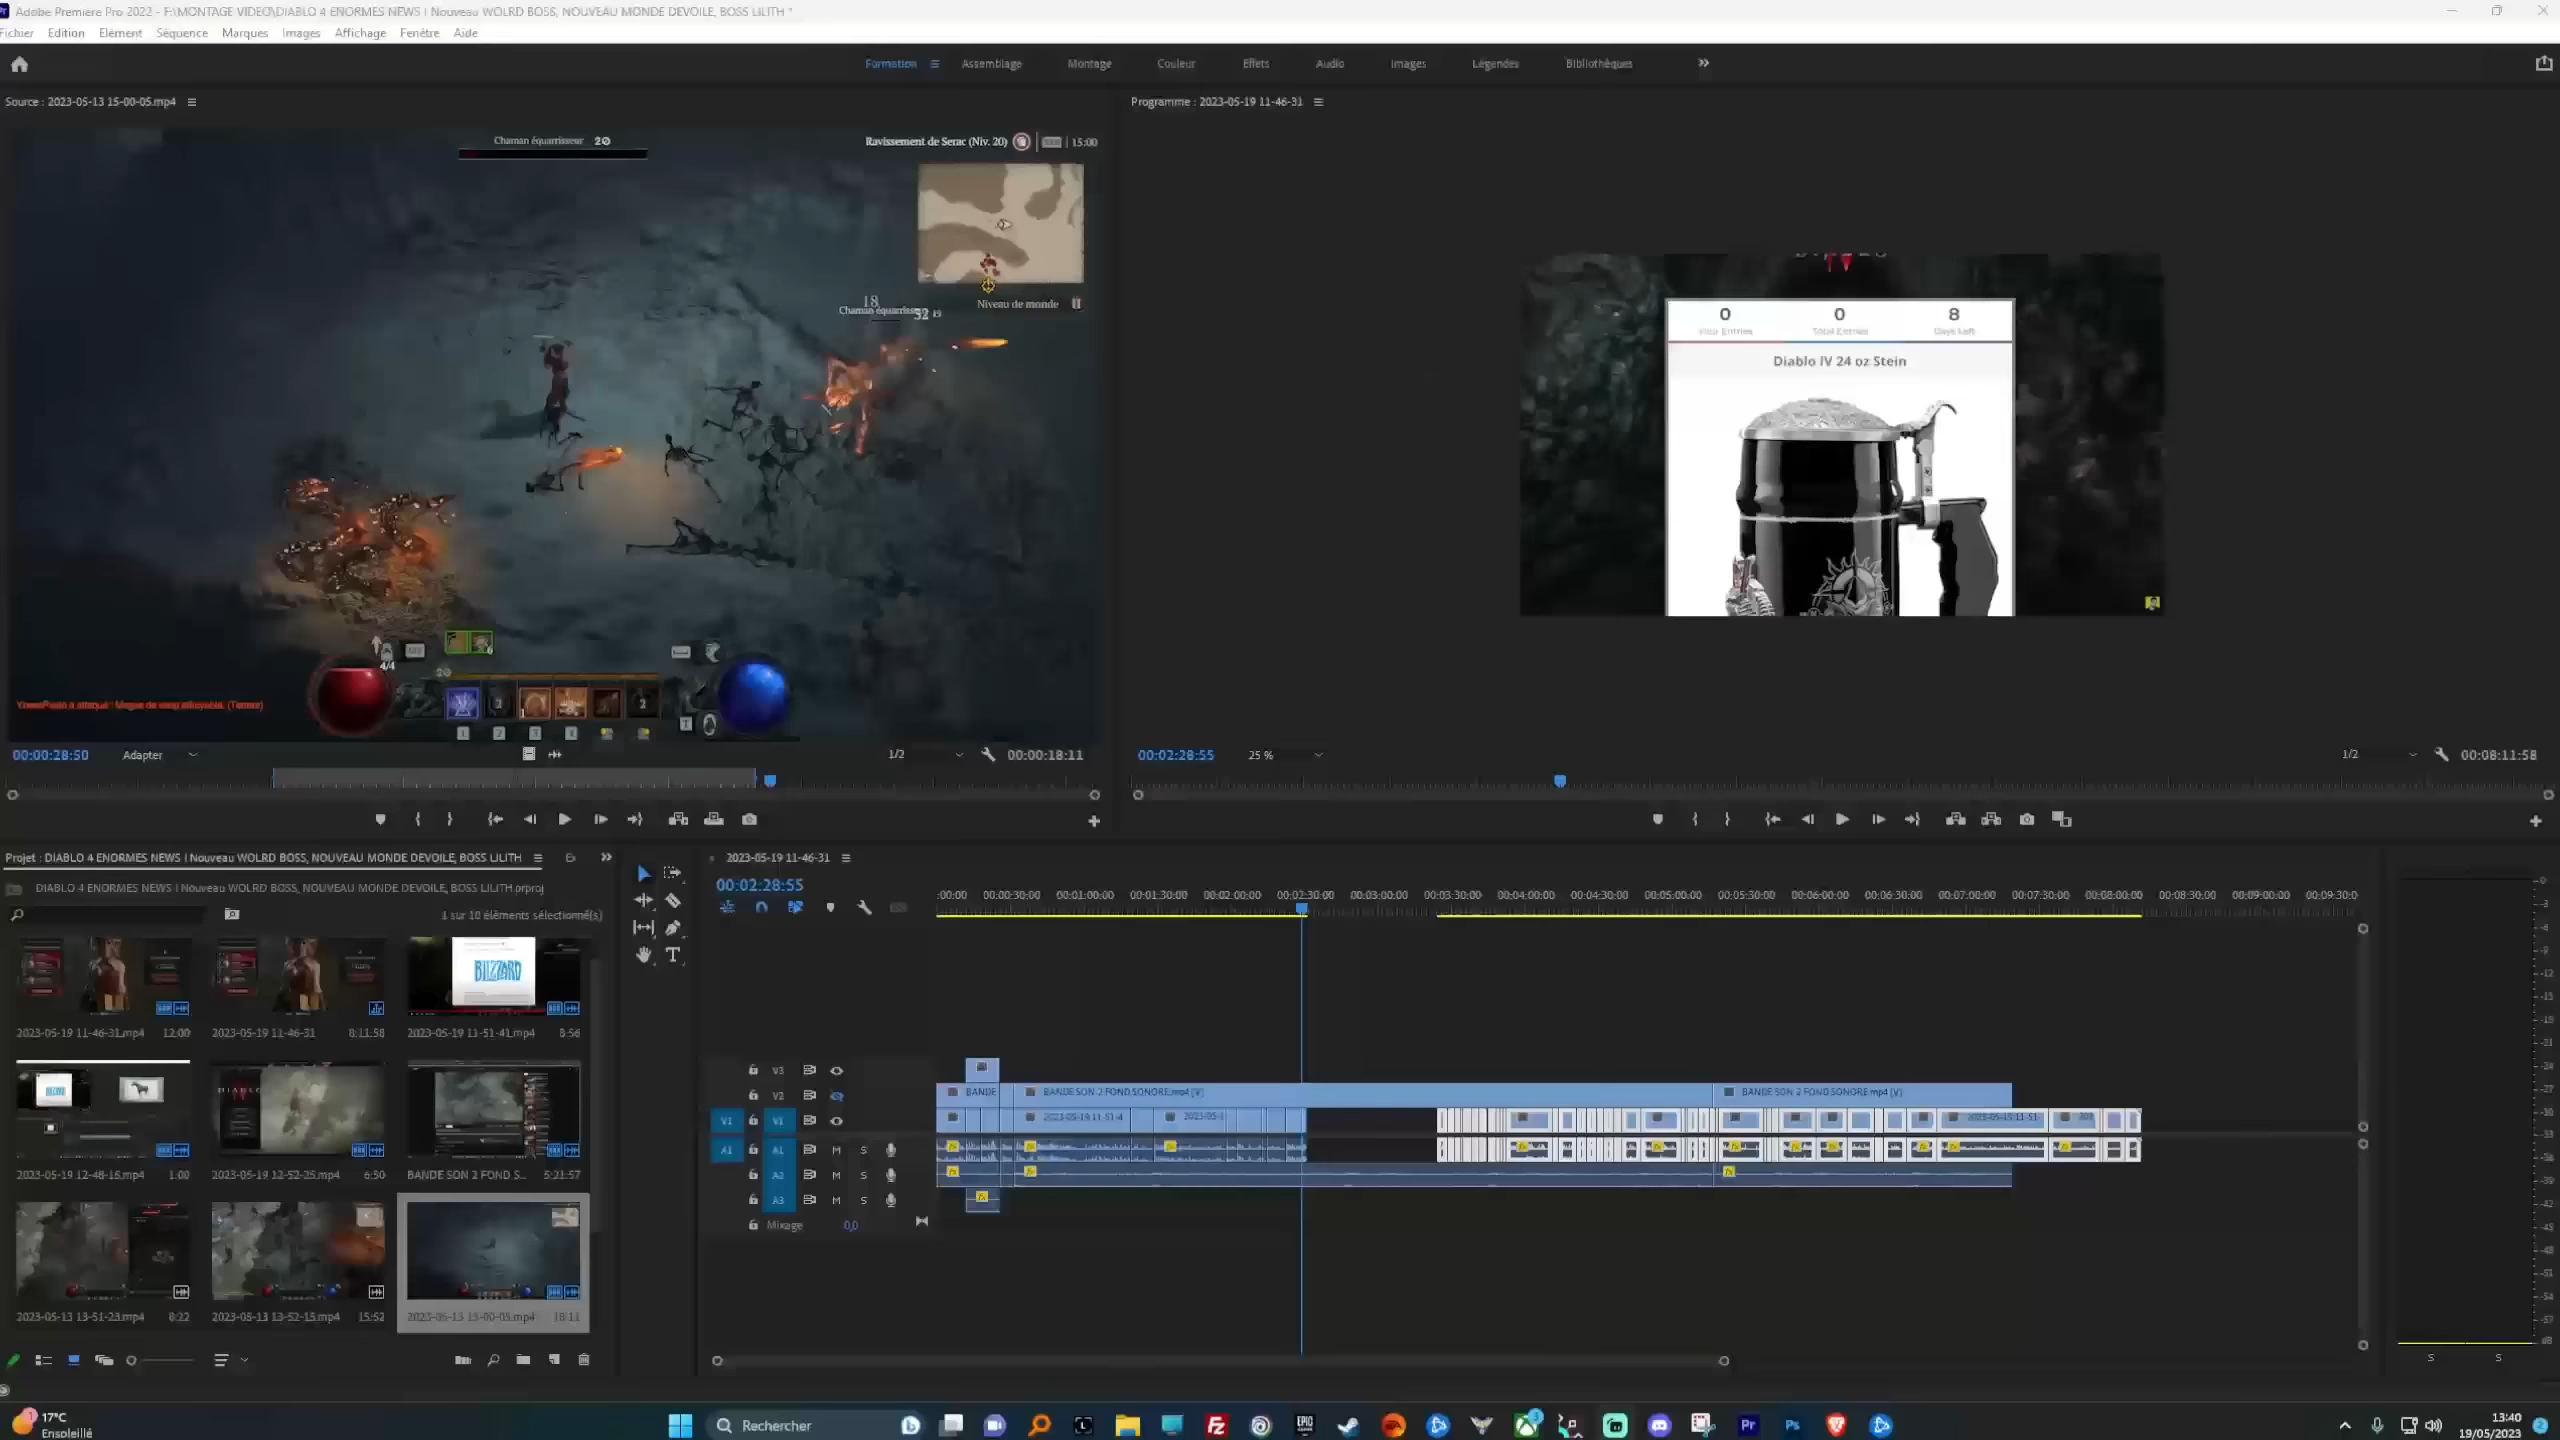 Adobe Premiere Pro 2022 - F:\MONTAGE VIDEO\DIABLO 4 ENORMES NEWS ! Nouveau WOLRD BOSS, NOUVEAU MONDE DEVOILE, BOSS LILITH *
Fichier Edition Elément Séquence Marques Images Affichage Fenêtre Aide
Formation Assemblage Montage Couleur Effets Audio Images Légendes Bibliothèques
Source : 2023-05-13 15-00-05.mp4
Programme : 2023-05-19 11-46-31
Chaman équarrisseur 20
Ravissement de Serac (Niv. 20) 15:00
18
Chaman équarrisseur
Niveau de monde
4/4
20
0 0 8
Your Entries Total Entries Days Left
Diablo IV 24 oz Stein
00:00:28:50 Adapter 1/2 00:00:18:11
00:02:28:55 25 % 1/2 00:08:11:58
Projet : DIABLO 4 ENORMES NEWS ! Nouveau WOLRD BOSS, NOUVEAU MONDE DEVOILE, BOSS LILITH
DIABLO 4 ENORMES NEWS ! Nouveau WOLRD BOSS, NOUVEAU MONDE DEVOILE, BOSS LILITH.prproj
1 sur 10 éléments sélectionné(s)
BLIZZARD
2023-05-19 11-46-31.mp4 12:00
2023-05-19 11-46-31 8:11:58
2023-05-19 11-51-41.mp4 8:56
2023-05-19 12-48-16.mp4 1:00
2023-05-19 12-52-25.mp4 6:50
BANDE SON 2 FOND S... 5:21:57
2023-05-13 13-51-23.mp4 8:22
2023-05-13 13-52-15.mp4 15:52
2023-05-13 15-00-05.mp4 18:11
2023-05-19 11-46-31
00:02:28:55
:00:00 00:00:30:00 00:01:00:00 00:01:30:00 00:02:00:00 00:02:30:00 00:03:00:00 00:03:30:00 00:04:00:00 00:04:30:00 00:05:00:00 00:05:30:00 00:06:00:00 00:06:30:00 00:07:00:00 00:07:30:00 00:08:00:00 00:08:30:00 00:09:00:00 00:09:30:0
V3
V2 BANDE BANDE SON 2 FOND SONORE.mp4 [V] BANDE SON 2 FOND SONORE.mp4 [V]
V1 V1 2023-05-19 11-51-4 2023-05-1 2023-05-19 11-51-
A1 A1 M S
A2 M S
A3 M S
Mixage 0,0
S S
17°C
Ensoleillé
Rechercher
13:40
19/05/2023